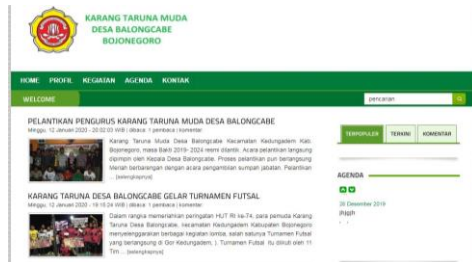 KARANG TARUNA MUDA
DESA BALONGCABE
BOJONEGORO
HOME PROFIL KEGIATAN AGENDA KONTAK
WELCOME
pencarian
PELANTIKAN PENGURUS KARANG TARUNA MUDA DESA BALONGCABE
Minggu, 12 Januari 2020 - 20:02:03 WIB | dibaca: 1 pembaca | komentar
Karang Taruna Muda Desa Balongcabe Kecamatan Kedungadem Kab.
Bojonegoro, masa Bakti 2019- 2024 resmi dilantik. Acara pelantikan langsung
dipimpin oleh Kepala Desa Balongcabe. Proses pelantikan pun berlangsung
Meriah berbarengan dengan acara pengambilan sumpah jabatan. Pelantikan
... [selengkapnya]
KARANG TARUNA DESA BALONGCABE GELAR TURNAMEN FUTSAL
Minggu, 12 Januari 2020 - 19:15:24 WIB | dibaca: 1 pembaca | komentar
Dalam rangka memeriahkan peringatan HUT RI ke-74, para pemuda Karang
Taruna Desa Balongcabe, kecamatan Kedungadem Kabupaten Bojonegoro
menyelenggarakan berbagai kegiatan lomba, salah satunya Turnamen Futsal
yang berlangsung di Gor Kedungadem, ). Turnamen Futsal itu diikuti oleh 11
Tim ... [selengkapnya]
TERPOPULER TERKINI KOMENTAR
AGENDA
26 Desember 2019
jhjggh